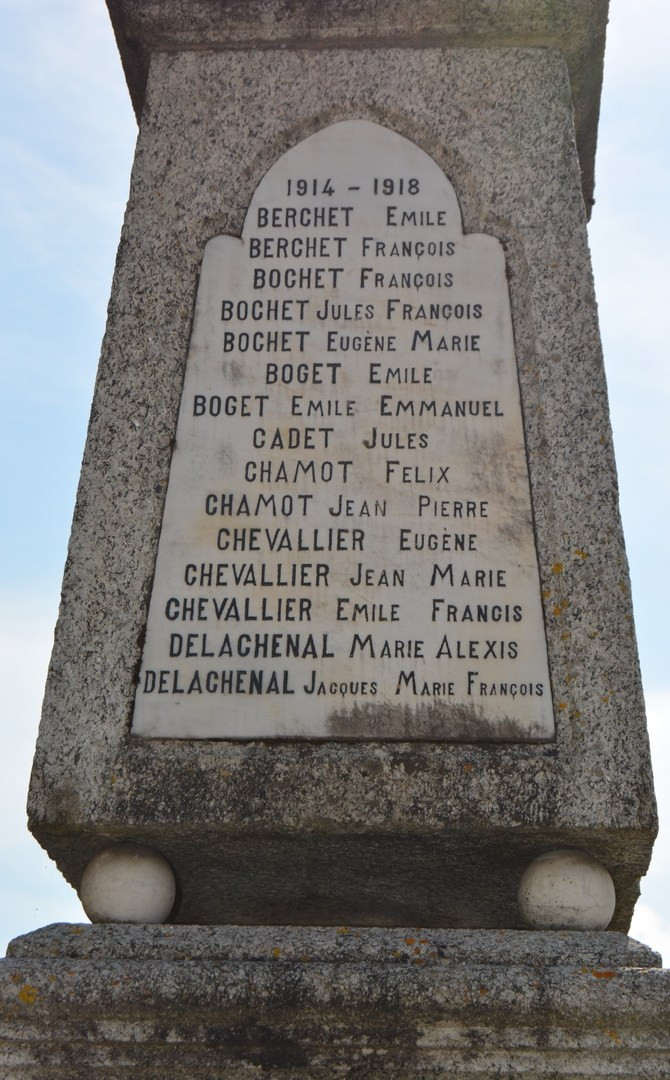 1914 - 1918
BERCHET EMILE
BERCHET FRANÇOIS
BOCHET FRANÇOIS
BOCHET JULES FRANÇOIS
BOCHET EUGÈNE MARIE
BOGET EMILE
BOGET EMILE EMMANUEL
CADET JULES
CHAMOT FELIX
CHAMOT JEAN PIERRE
CHEVALLIER EUGÈNE
CHEVALLIER JEAN MARIE
CHEVALLIER EMILE FRANCIS
DELACHENAL MARIE ALEXIS
DELACHENAL JACQUES MARIE FRANÇOIS